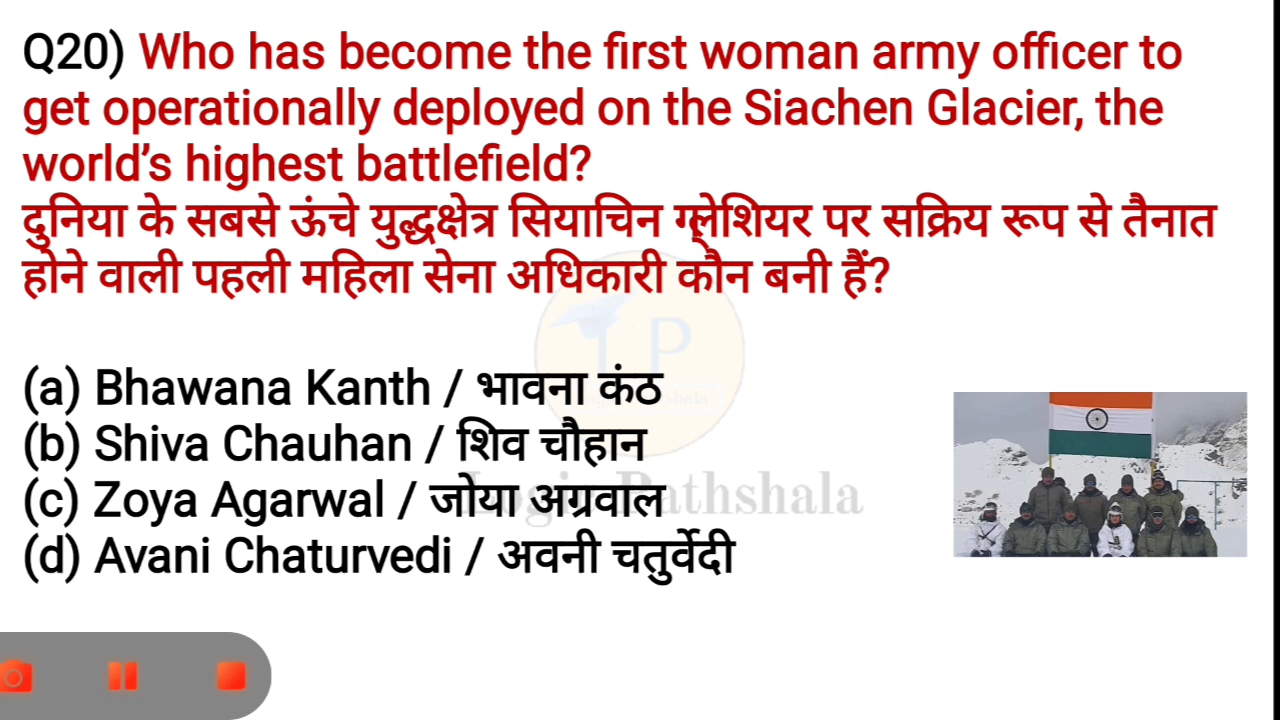 Q20) Who has become the first woman army officer to
get operationally deployed on the Siachen Glacier, the
world’s highest battlefield?
दुनिया के सबसे ऊंचे युद्धक्षेत्र सियाचिन ग्लेशियर पर सक्रिय रूप से तैनात
होने वाली पहली महिला सेना अधिकारी कौन बनी हैं?
(a) Bhawana Kanth / भावना कंठ
(b) Shiva Chauhan / शिव चौहान
(c) Zoya Agarwal / जोया अग्रवाल
(d) Avani Chaturvedi / अवनी चतुर्वेदी
P
Pathshala